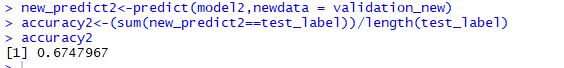 > new_predict2<-predict(model2,newdata = validation_new)
> accuracy2<-(sum(new_predict2==test_label))/length(test_label)
> accuracy2
[1] 0.6747967
>